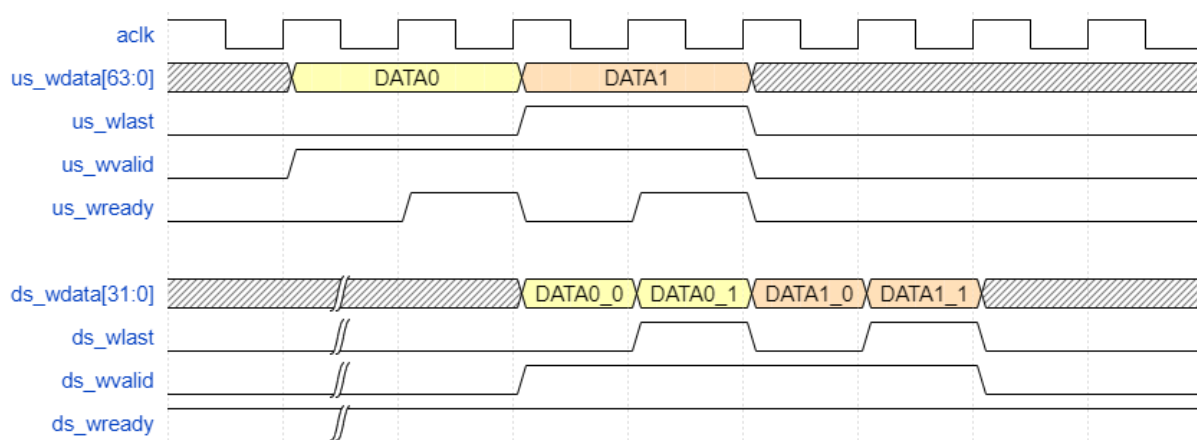 aclk
us_wdata[63:0] DATA0 DATA1
us_wlast
us_wvalid
us_wready
ds_wdata[31:0] DATA0_0 DATA0_1 DATA1_0 DATA1_1
ds_wlast
ds_wvalid
ds_wready